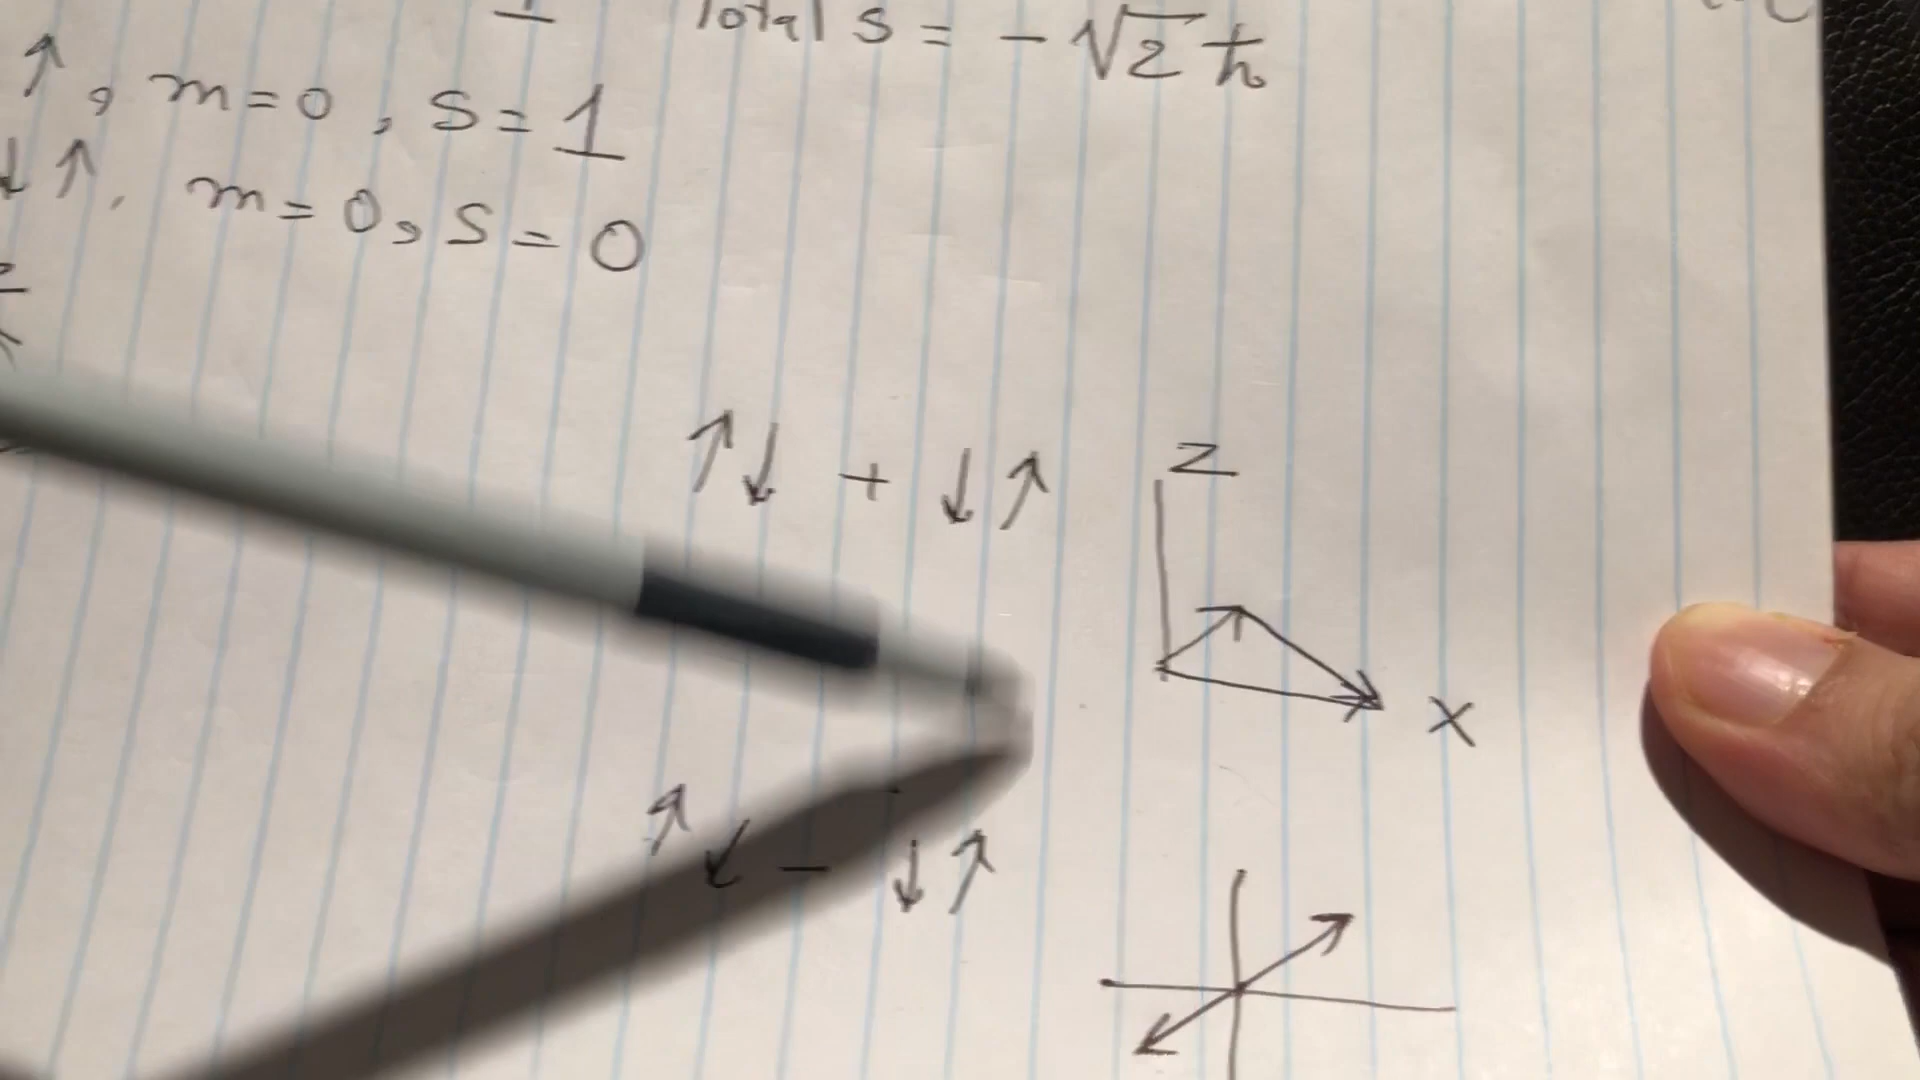 Total S = - √2 ħ
↑, m=0, S=1
↓↑, m=0, S=0
↑↓ + ↓↑
Z
X
↑↓ - ↓↑